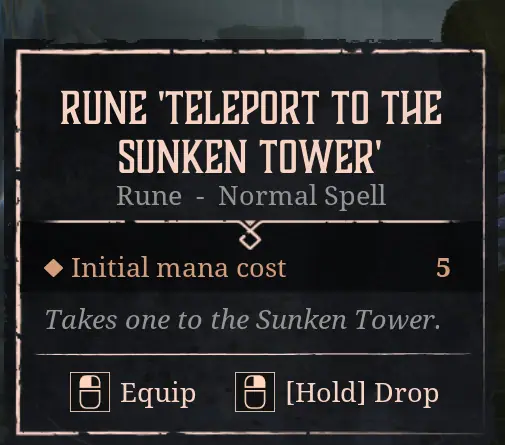 RUNE 'TELEPORT TO THE
SUNKEN TOWER'
Rune - Normal Spell
Initial mana cost 5
Takes one to the Sunken Tower.
Equip [Hold] Drop